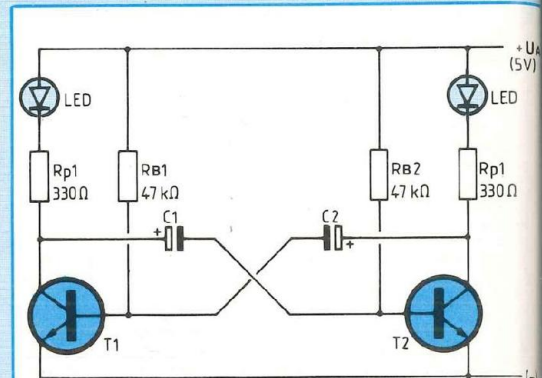 +UA
(5V)
LED
LED
Rp1
330Ω
RB1
47kΩ
RB2
47kΩ
Rp1
330Ω
C1
+
C2
+
T1
T2
(-)